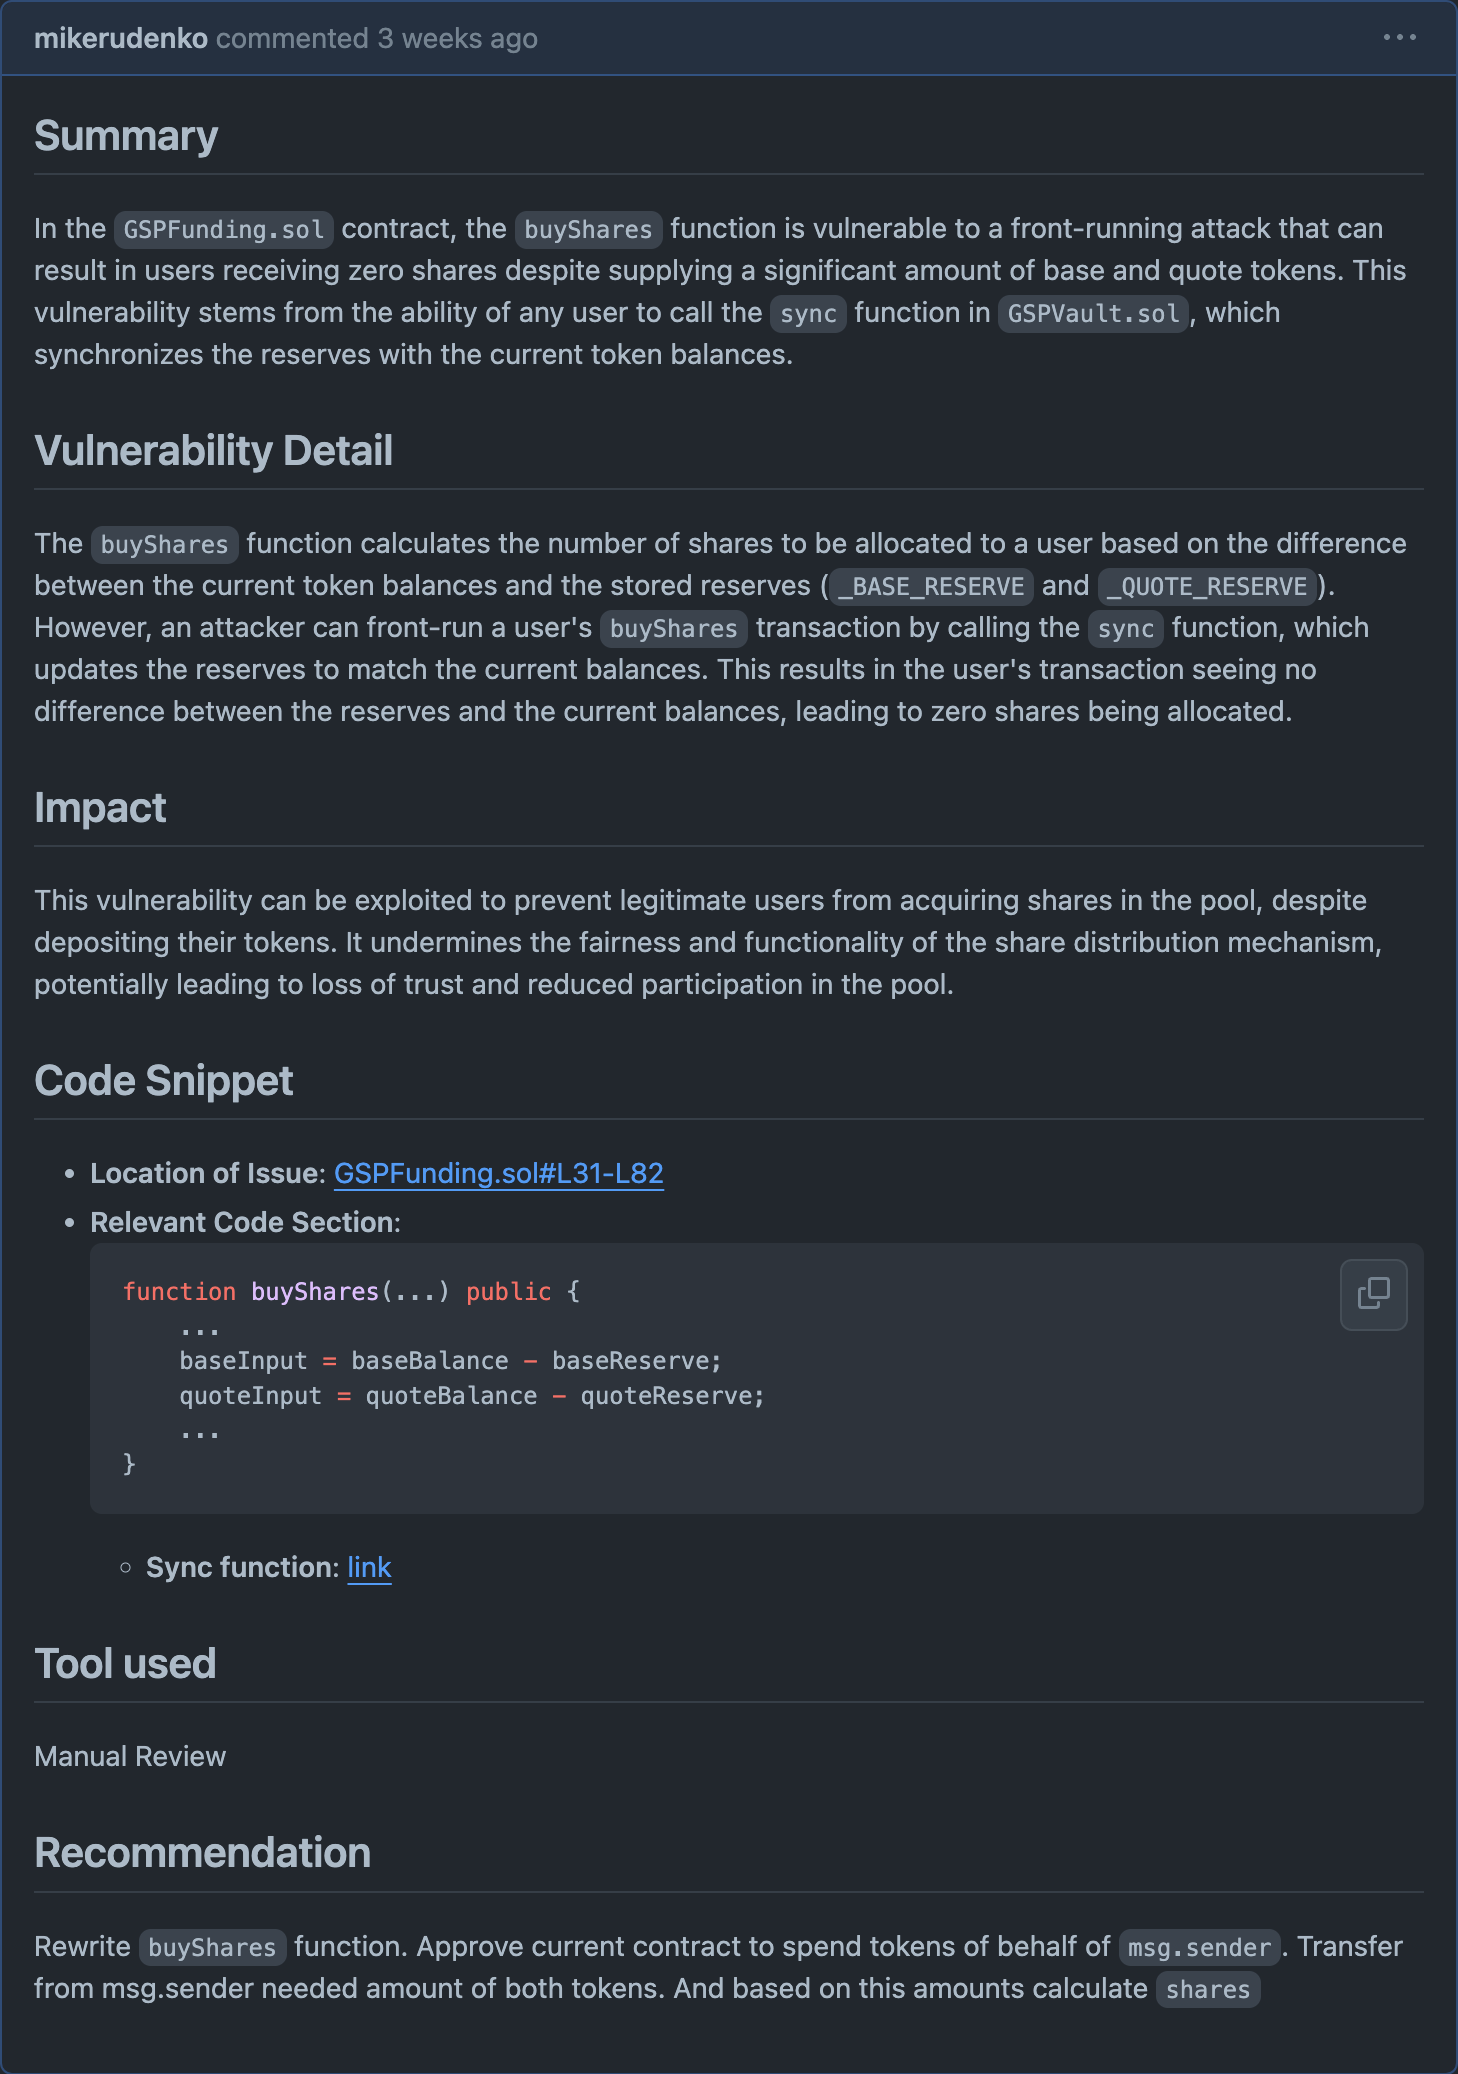 mikerudenko commented 3 weeks ago
Summary
In the GSPFunding.sol contract, the buyShares function is vulnerable to a front-running attack that can
result in users receiving zero shares despite supplying a significant amount of base and quote tokens. This
vulnerability stems from the ability of any user to call the sync function in GSPVault.sol, which
synchronizes the reserves with the current token balances.
Vulnerability Detail
The buyShares function calculates the number of shares to be allocated to a user based on the difference
between the current token balances and the stored reserves (_BASE_RESERVE and _QUOTE_RESERVE).
However, an attacker can front-run a user's buyShares transaction by calling the sync function, which
updates the reserves to match the current balances. This results in the user's transaction seeing no
difference between the reserves and the current balances, leading to zero shares being allocated.
Impact
This vulnerability can be exploited to prevent legitimate users from acquiring shares in the pool, despite
depositing their tokens. It undermines the fairness and functionality of the share distribution mechanism,
potentially leading to loss of trust and reduced participation in the pool.
Code Snippet
• Location of Issue: GSPFunding.sol#L31-L82
• Relevant Code Section:
function buyShares(...) public {
    ...
    baseInput = baseBalance - baseReserve;
    quoteInput = quoteBalance - quoteReserve;
    ...
}
○ Sync function: link
Tool used
Manual Review
Recommendation
Rewrite buyShares function. Approve current contract to spend tokens of behalf of msg.sender. Transfer
from msg.sender needed amount of both tokens. And based on this amounts calculate shares